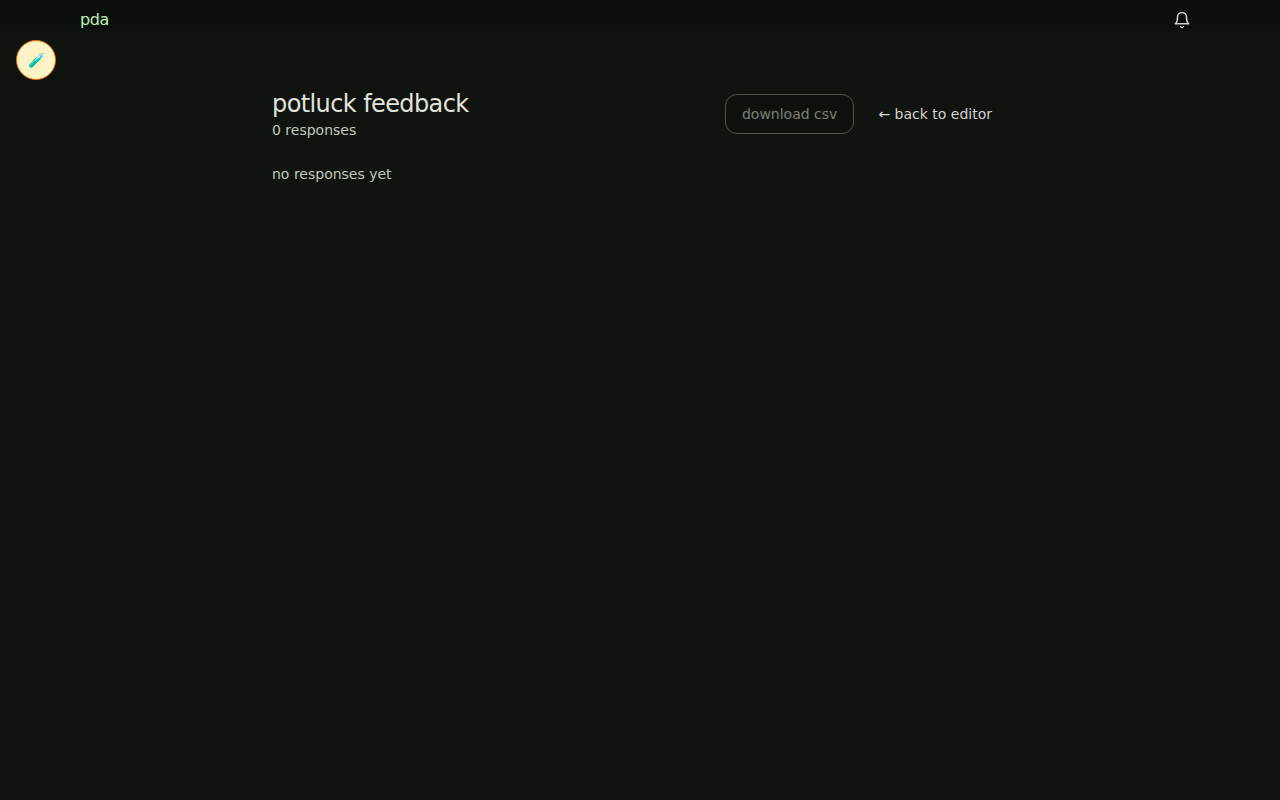 pda
potluck feedback
0 responses
download csv
← back to editor
no responses yet